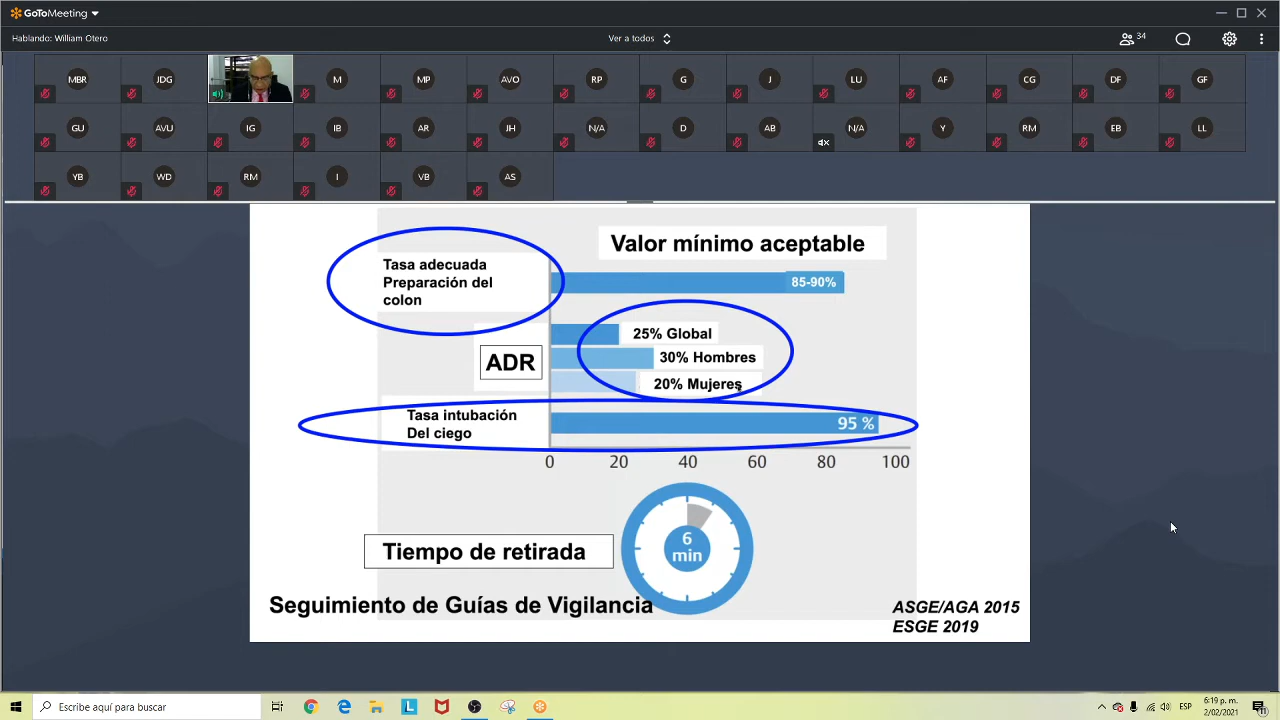 GoToMeeting
Hablando: William Otero
Ver a todos
34
MBR JDG M MP AVO RP G J LU AF CG DF GF
GU AVU IG IB AR JH N/A D AB N/A Y RM EB LL
YB WD RM I VB AS
Valor mínimo aceptable
Tasa adecuada
Preparación del
colon
85-90%
25% Global
ADR
30% Hombres
20% Mujeres
Tasa intubación
Del ciego
95 %
0 20 40 60 80 100
6
min
Tiempo de retirada
Seguimiento de Guías de Vigilancia
ASGE/AGA 2015
ESGE 2019
Escribe aquí para buscar
L
ESP
6:19 p. m.
2/02/2021
11